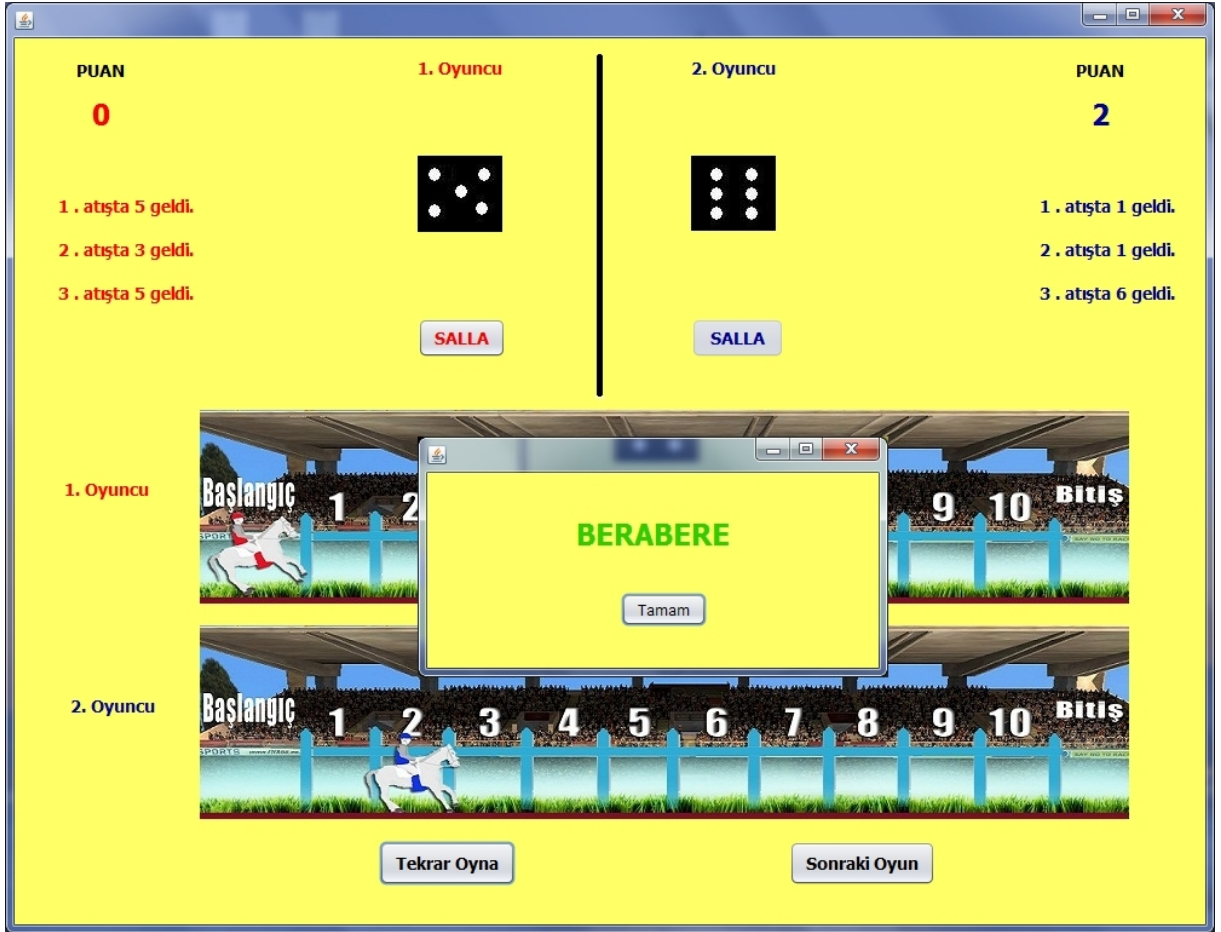 PUAN
1. Oyuncu
2. Oyuncu
PUAN
0
2
1 . atışta 5 geldi.
2 . atışta 3 geldi.
3 . atışta 5 geldi.
1 . atışta 1 geldi.
2 . atışta 1 geldi.
3 . atışta 6 geldi.
SALLA
SALLA
1. Oyuncu
Başlangıç 1 2
9 10 Bitiş
BERABERE
Tamam
2. Oyuncu
Başlangıç 1 2 3 4 5 6 7 8 9 10 Bitiş
SPORTS
Tekrar Oyna
Sonraki Oyun